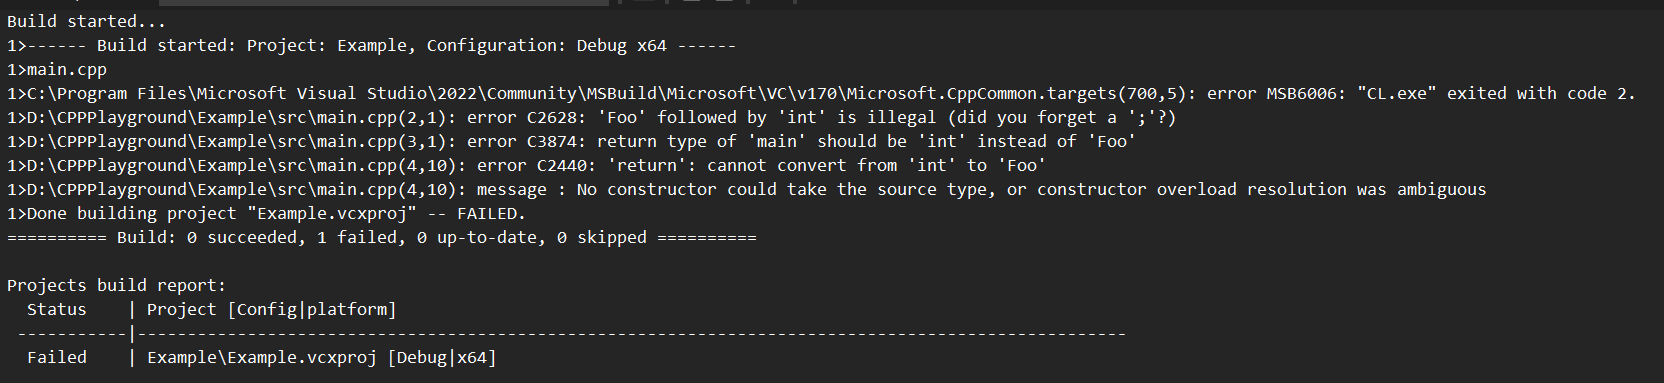 Build started...
1>------ Build started: Project: Example, Configuration: Debug x64 ------
1>main.cpp
1>C:\Program Files\Microsoft Visual Studio\2022\Community\MSBuild\Microsoft\VC\v170\Microsoft.CppCommon.targets(700,5): error MSB6006: "CL.exe" exited with code 2.
1>D:\CPPPlayground\Example\src\main.cpp(2,1): error C2628: 'Foo' followed by 'int' is illegal (did you forget a ';'?)
1>D:\CPPPlayground\Example\src\main.cpp(3,1): error C3874: return type of 'main' should be 'int' instead of 'Foo'
1>D:\CPPPlayground\Example\src\main.cpp(4,10): error C2440: 'return': cannot convert from 'int' to 'Foo'
1>D:\CPPPlayground\Example\src\main.cpp(4,10): message : No constructor could take the source type, or constructor overload resolution was ambiguous
1>Done building project "Example.vcxproj" -- FAILED.
========== Build: 0 succeeded, 1 failed, 0 up-to-date, 0 skipped ==========
Projects build report:
  Status    | Project [Config|platform]
 -----------|---------------------------------------------------------------------------------------------------
  Failed    | Example\Example.vcxproj [Debug|x64]